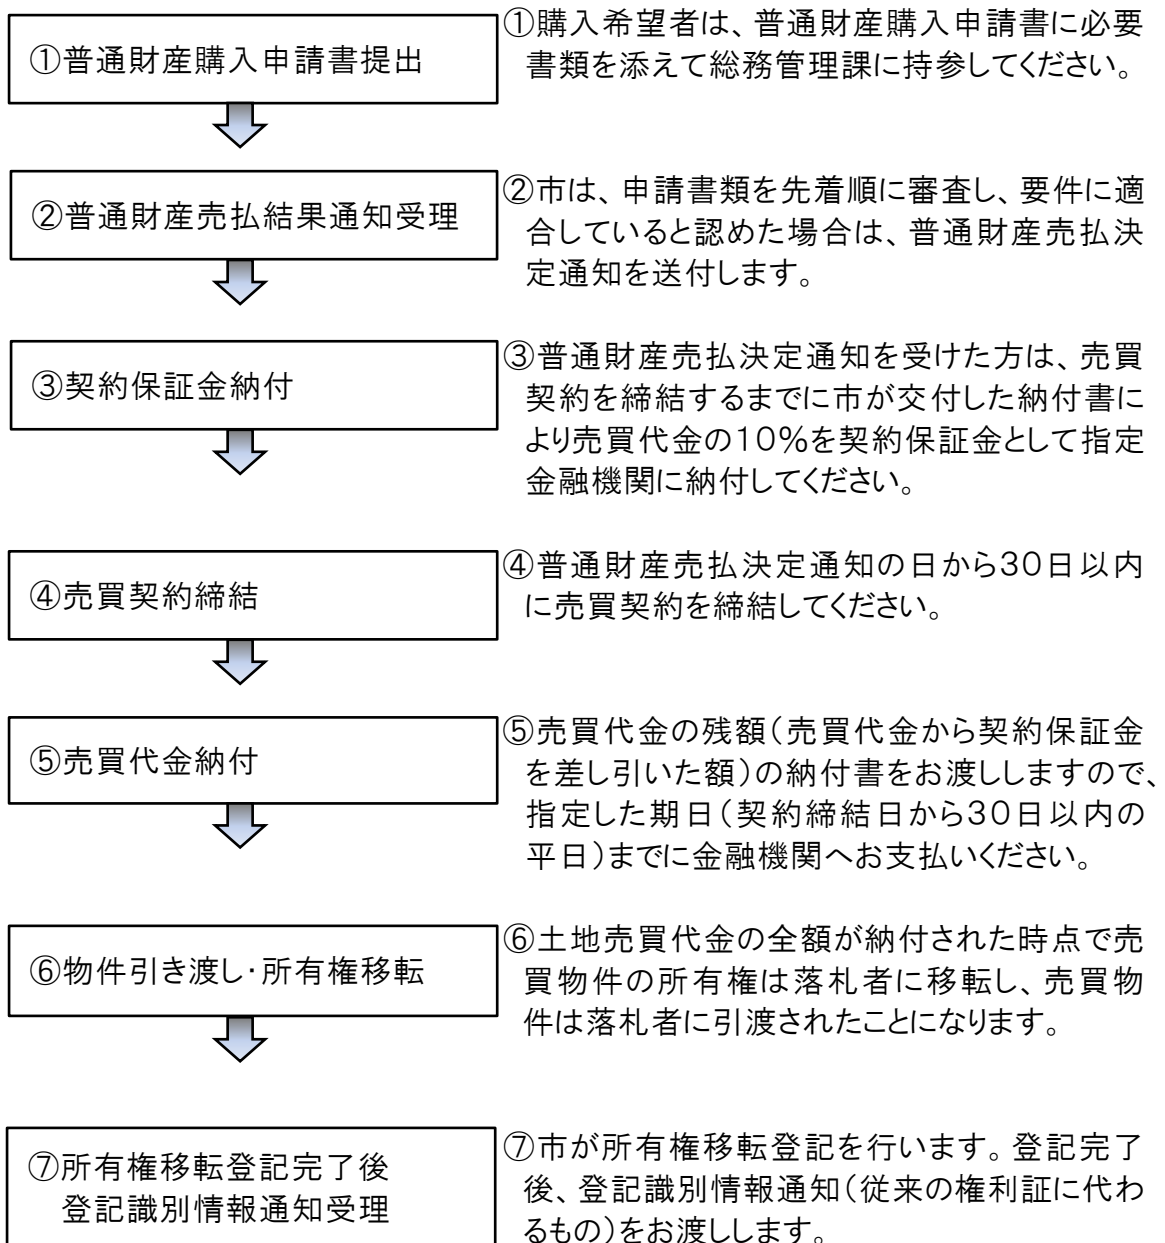 ①普通財産購入申請書提出
①購入希望者は、普通財産購入申請書に必要
書類を添えて総務管理課に持参してください。
②普通財産売払結果通知受理
②市は、申請書類を先着順に審査し、要件に適
合していると認めた場合は、普通財産売払決
定通知を送付します。
③契約保証金納付
③普通財産売払決定通知を受けた方は、売買
契約を締結するまでに市が交付した納付書に
より売買代金の10%を契約保証金として指定
金融機関に納付してください。
④売買契約締結
④普通財産売払決定通知の日から30日以内
に売買契約を締結してください。
⑤売買代金納付
⑤売買代金の残額(売買代金から契約保証金
を差し引いた額)の納付書をお渡ししますので、
指定した期日(契約締結日から30日以内の
平日)までに金融機関へお支払いください。
⑥物件引き渡し・所有権移転
⑥土地売買代金の全額が納付された時点で売
買物件の所有権は落札者に移転し、売買物
件は落札者に引渡されたことになります。
⑦所有権移転登記完了後
登記識別情報通知受理
⑦市が所有権移転登記を行います。登記完了
後、登記識別情報通知(従来の権利証に代わ
るもの)をお渡しします。